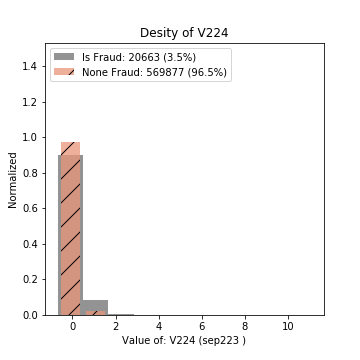 Desity of V224
Is Fraud: 20663 (3.5%)
None Fraud: 569877 (96.5%)
Normalized
1.4
1.2
1.0
0.8
0.6
0.4
0.2
0.0
0 2 4 6 8 10
Value of: V224 (sep223 )